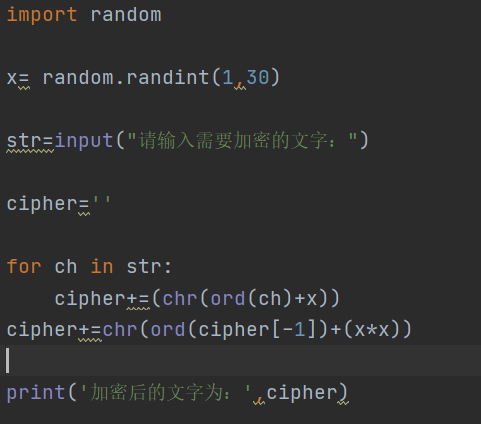 import random
x= random.randint(1,30)
str=input("请输入需要加密的文字：")
cipher=''
for ch in str:
    cipher+=(chr(ord(ch)+x))
cipher+=chr(ord(cipher[-1])+(x*x))
print('加密后的文字为：',cipher)